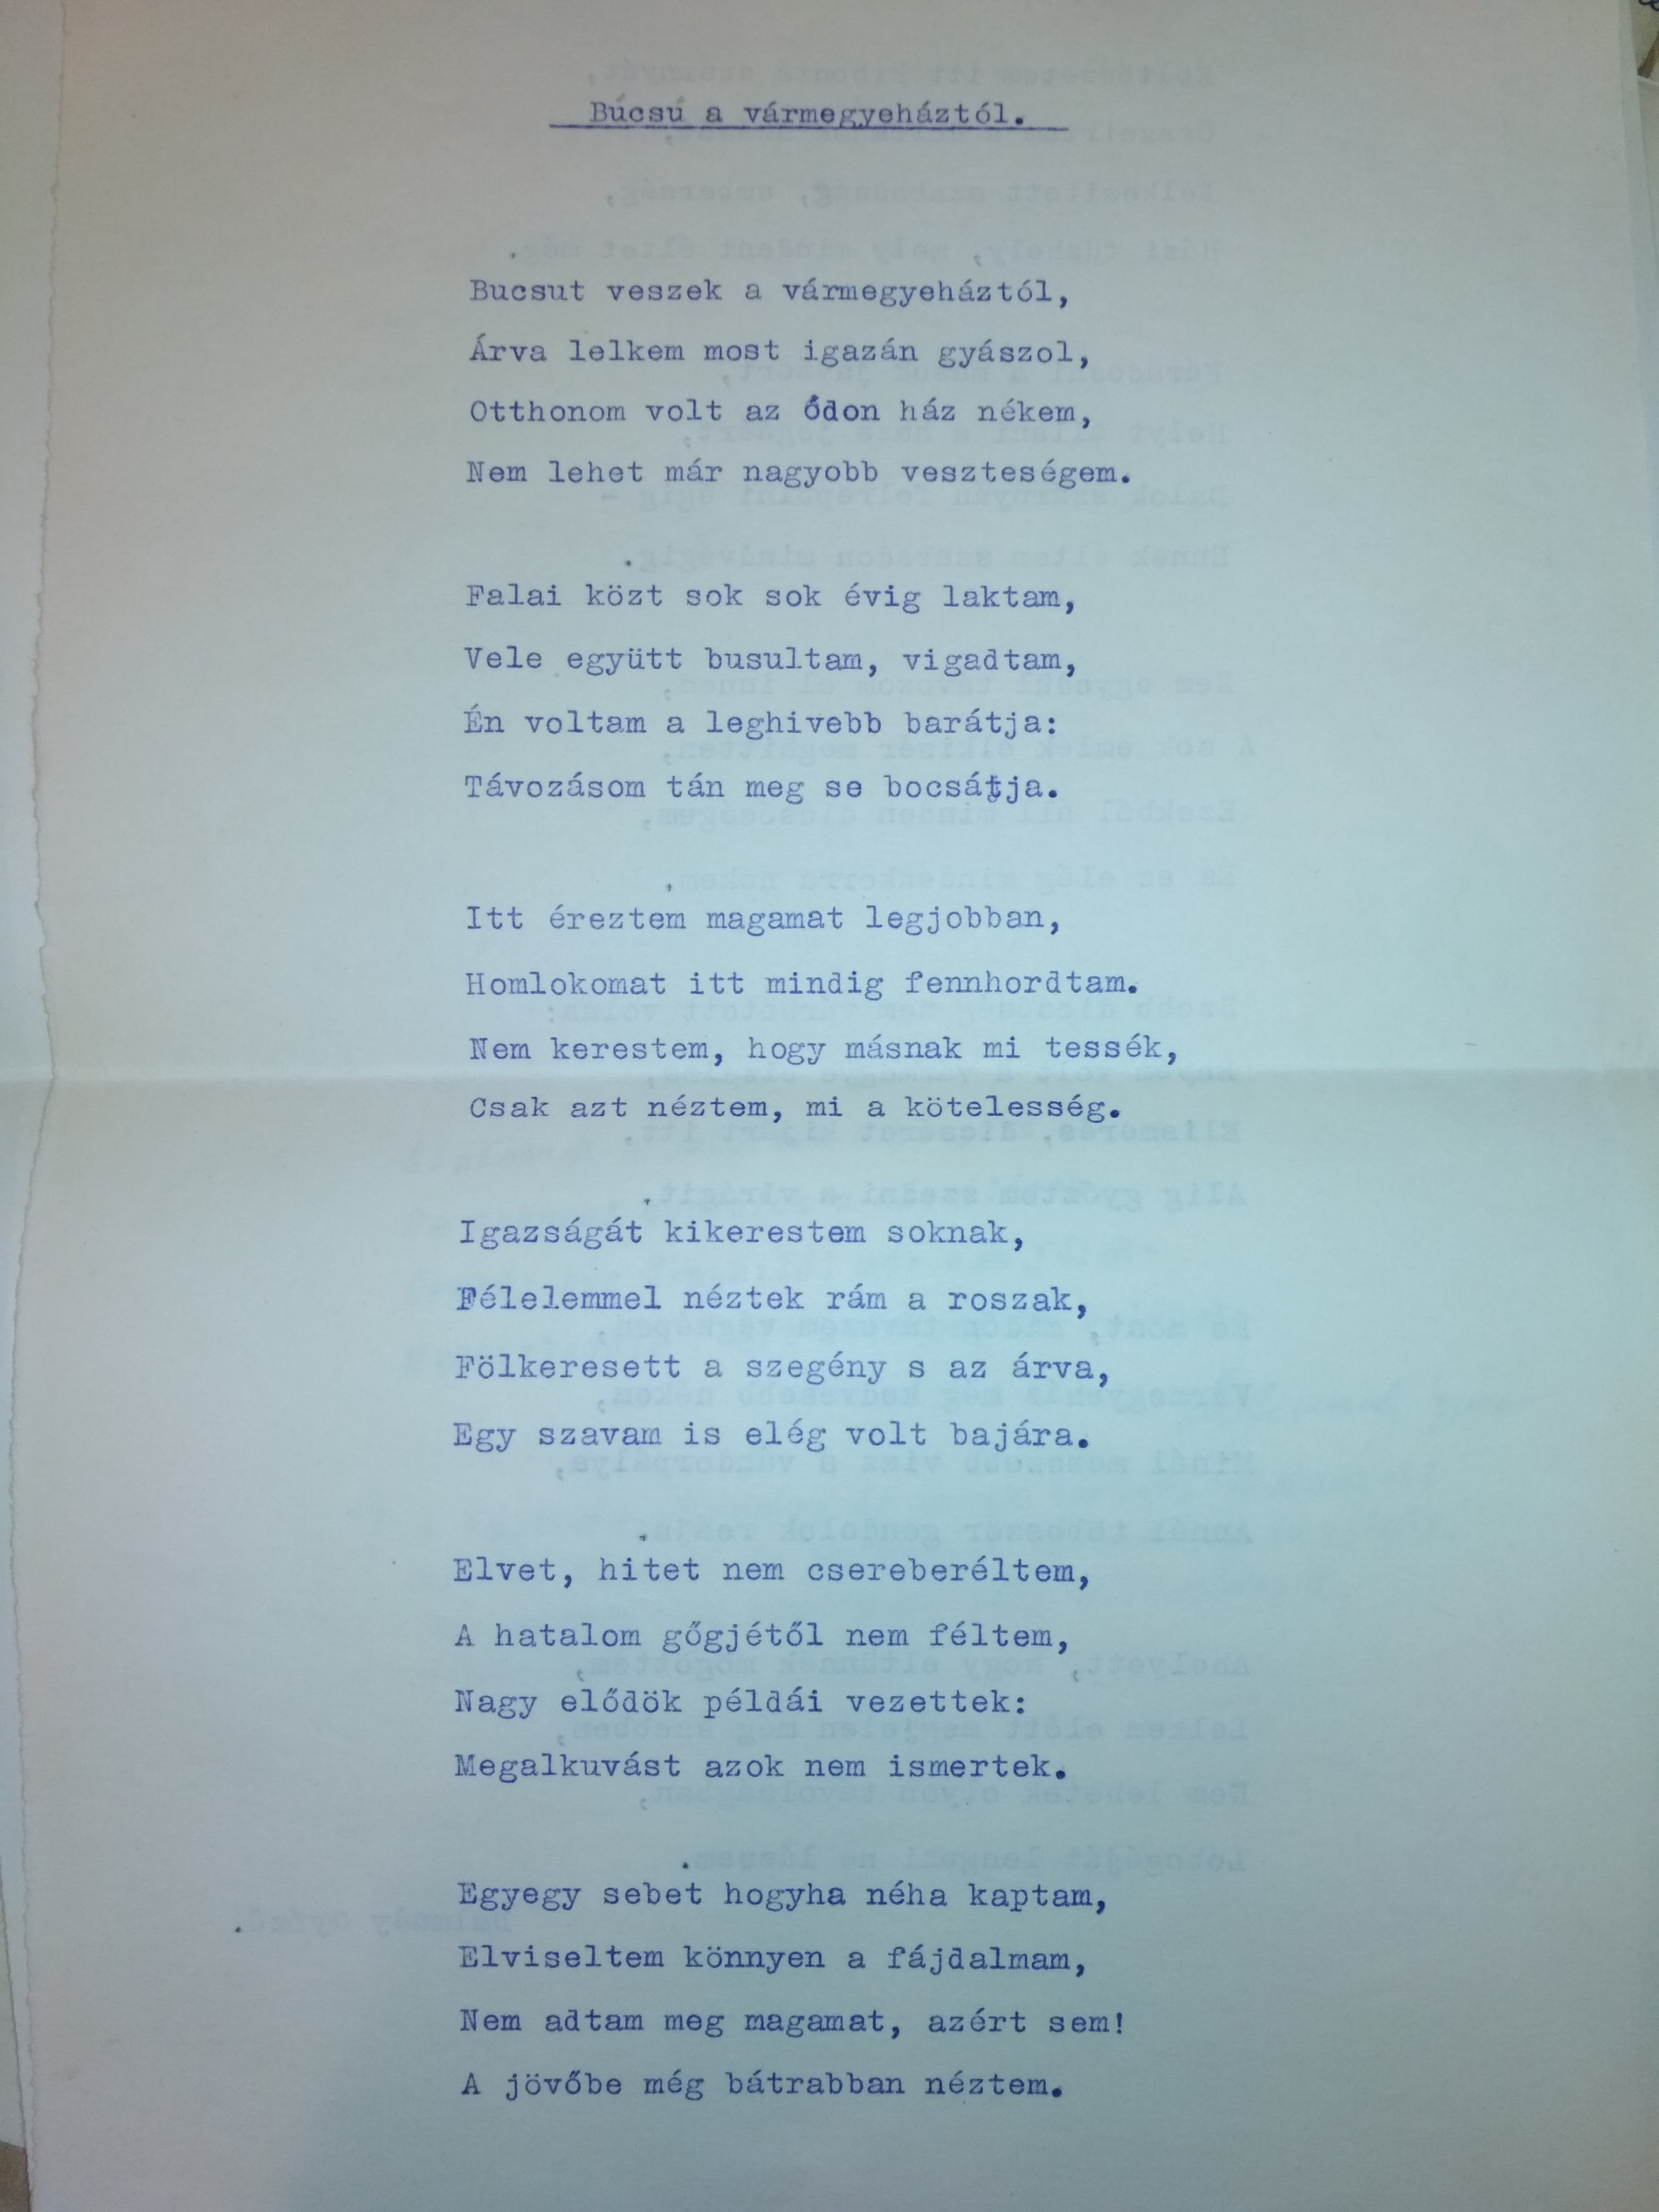 Búcsú a vármegyeháztól.
Bucsut veszek a vármegyeháztól,
Árva lelkem most igazán gyászol,
Otthonom volt az ódon ház nékem,
Nem lehet már nagyobb veszteségem.
Falai közt sok sok évig laktam,
Vele együtt busultam, vigadtam,
Én voltam a leghivebb barátja:
Távozásom tán meg se bocsátja.
Itt éreztem magamat legjobban,
Homlokomat itt mindig fennhordtam.
Nem kerestem, hogy másnak mi tessék,
Csak azt néztem, mi a kötelesség.
Igazságát kikerestem soknak,
Félelemmel néztek rám a roszak,
Fölkeresett a szegény s az árva,
Egy szavam is elég volt bajára.
Elvet, hitet nem csereberéltem,
A hatalom gőgjétől nem féltem,
Nagy elődök példái vezettek:
Megalkuvást azok nem ismertek.
Egyegy sebet hogyha néha kaptam,
Elviseltem könnyen a fájdalmam,
Nem adtam meg magamat, azért sem!
A jövőbe még bátrabban néztem.